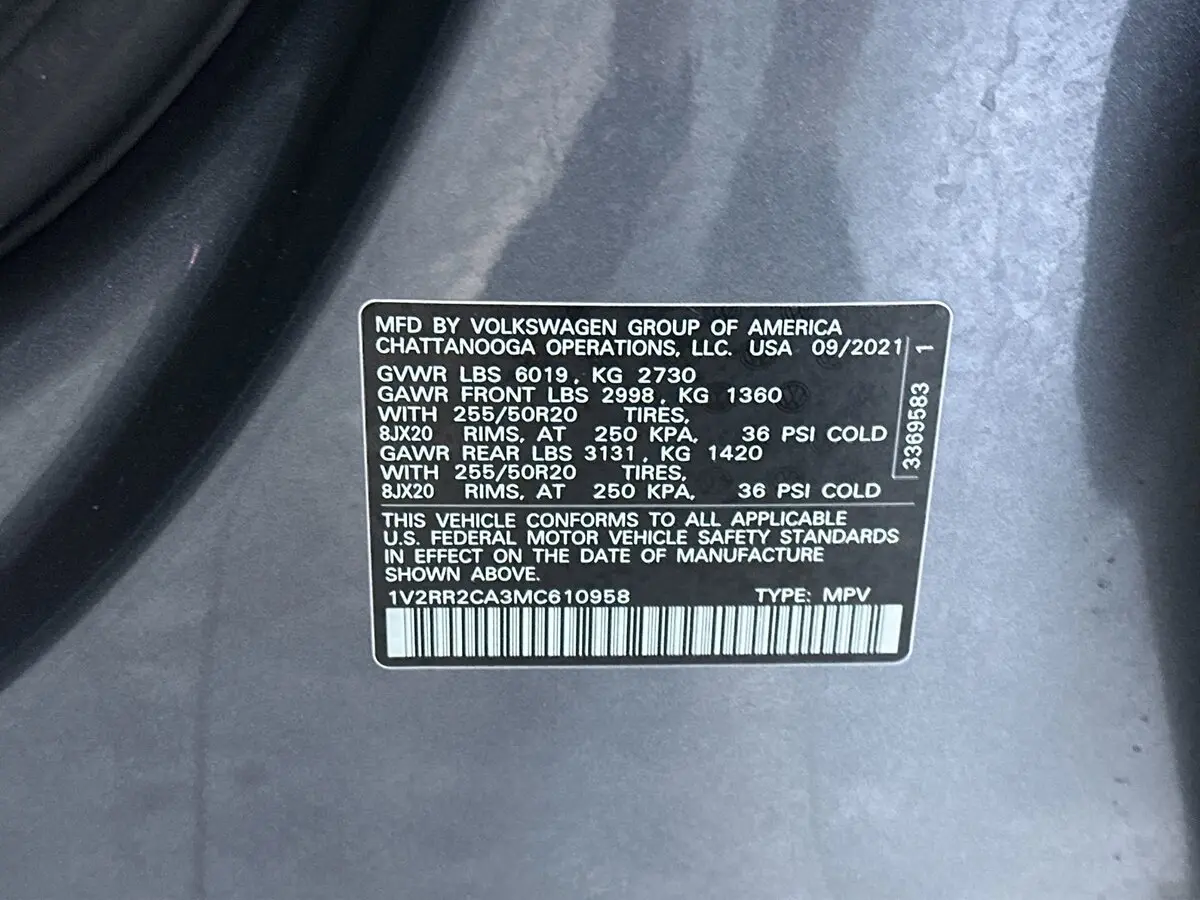 MFD BY VOLKSWAGEN GROUP OF AMERICA
CHATTANOOGA OPERATIONS, LLC. USA 09/2021
GVWR LBS 6019, KG 2730
GAWR FRONT LBS 2998, KG 1360
WITH 255/50R20 TIRES,
8JX20 RIMS, AT 250 KPA, 36 PSI COLD
GAWR REAR LBS 3131, KG 1420
WITH 255/50R20 TIRES,
8JX20 RIMS, AT 250 KPA, 36 PSI COLD
3369583 1
THIS VEHICLE CONFORMS TO ALL APPLICABLE
U.S. FEDERAL MOTOR VEHICLE SAFETY STANDARDS
IN EFFECT ON THE DATE OF MANUFACTURE
SHOWN ABOVE.
1V2RR2CA3MC610958 TYPE: MPV